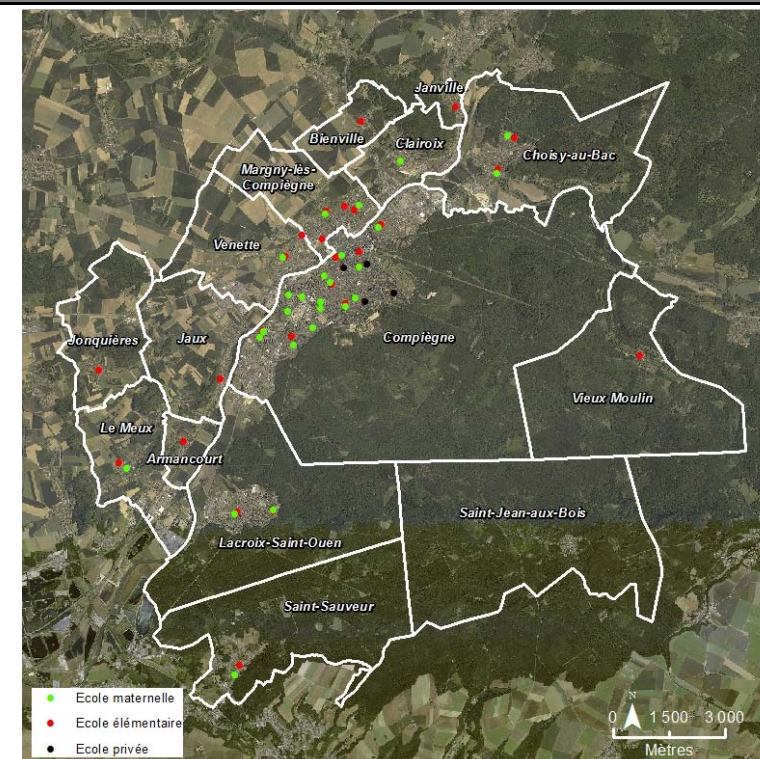 Janville
Bienville
Clairoix
Choisy-au-Bac
Margny-lès-
Compiègne
Venette
Jonquières
Jaux
Compiègne
Vieux Moulin
Le Meux
Armancourt
Saint-Jean-aux-Bois
Lacroix-Saint-Ouen
Saint-Sauveur
Ecole maternelle
Ecole élémentaire
Ecole privée
N
0 1 500 3 000
Mètres